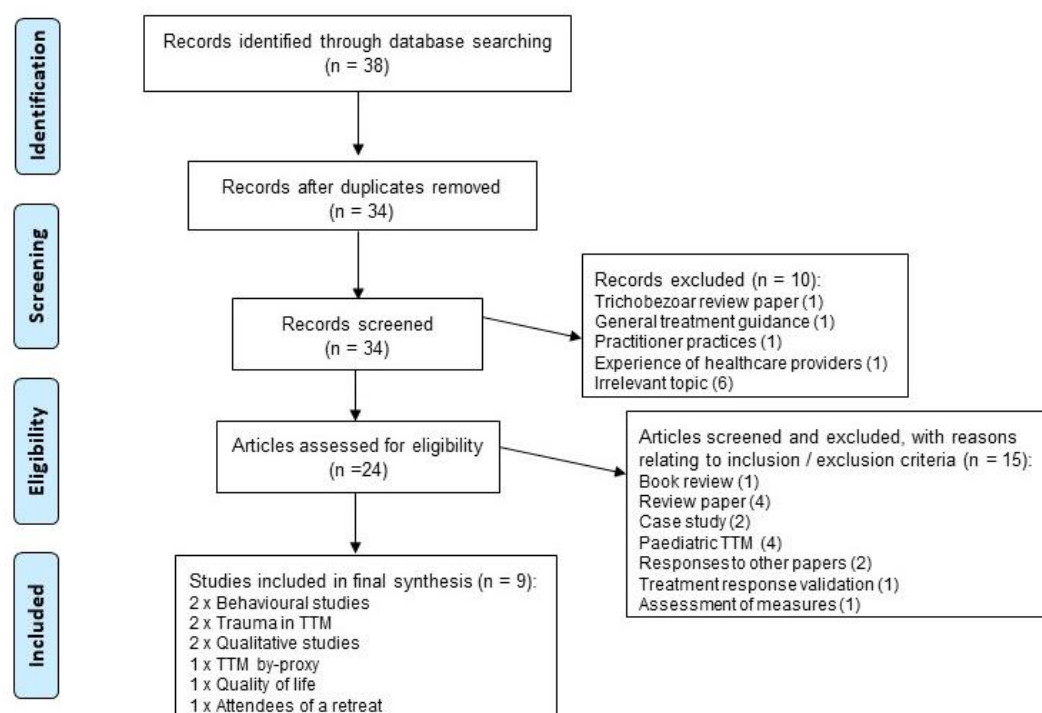 Identification
Records identified through database searching
(n = 38)
Records after duplicates removed
(n = 34)
Screening
Records screened
(n = 34)
Records excluded (n = 10):
Trichobezoar review paper (1)
General treatment guidance (1)
Practitioner practices (1)
Experience of healthcare providers (1)
Irrelevant topic (6)
Eligibility
Articles assessed for eligibility
(n =24)
Articles screened and excluded, with reasons
relating to inclusion / exclusion criteria (n = 15):
Book review (1)
Review paper (4)
Case study (2)
Paediatric TTM (4)
Responses to other papers (2)
Treatment response validation (1)
Assessment of measures (1)
Included
Studies included in final synthesis (n = 9):
2 x Behavioural studies
2 x Trauma in TTM
2 x Qualitative studies
1 x TTM by-proxy
1 x Quality of life
1 x Attendees of a retreat